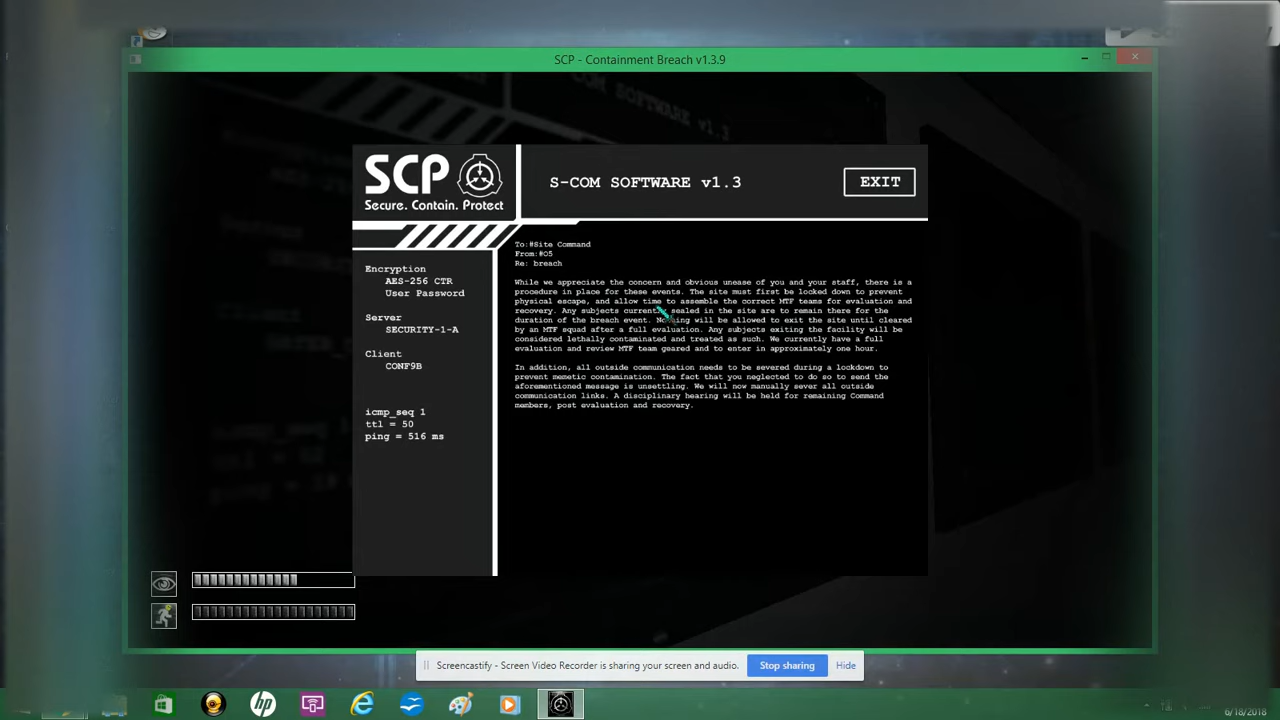 SCP - Containment Breach v1.3.9
SCP
Secure. Contain. Protect
S-COM SOFTWARE v1.3
EXIT
Encryption
AES-256 CTR
User Password
Server
SECURITY-1-A
Client
CONF9B
icmp_seq 1
ttl = 50
ping = 516 ms
To:#Site Command
From:#O5
Re: breach
While we appreciate the concern and obvious unease of you and your staff, there is a
procedure in place for these events. The site must first be locked down to prevent
physical escape, and allow time to assemble the correct MTF teams for evaluation and
recovery. Any subjects currently sealed in the site are to remain there for the
duration of the breach event. Nothing will be allowed to exit the site until cleared
by an MTF squad after a full evaluation. Any subjects exiting the facility will be
considered lethally contaminated and treated as such. We currently have a full
evaluation and review MTF team geared and to enter in approximately one hour.
In addition, all outside communication needs to be severed during a lockdown to
prevent memetic contamination. The fact that you neglected to do so to send the
aforementioned message is unsettling. We will now manually sever all outside
communication links. A disciplinary hearing will be held for remaining Command
members, post evaluation and recovery.
Screencastify - Screen Video Recorder is sharing your screen and audio.
Stop sharing
Hide
hp
6/18/2018